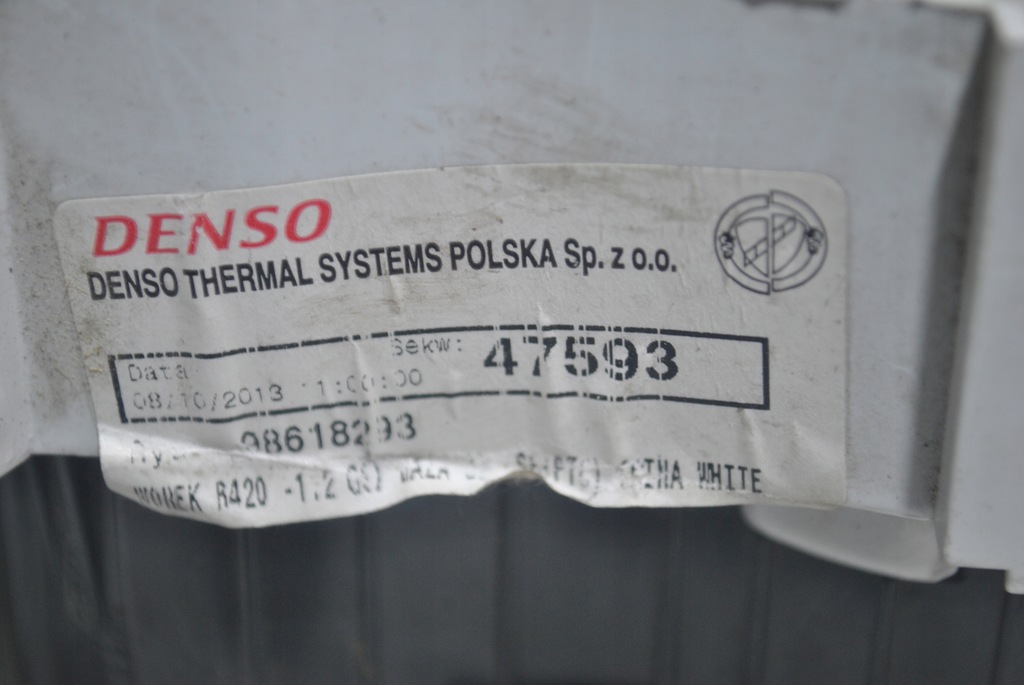 DENSO
DENSO THERMAL SYSTEMS POLSKA Sp. z o.o.
Data Sekw: 47593
08/10/2013 11:00:00
98618293
R420 -1.2 WHITE